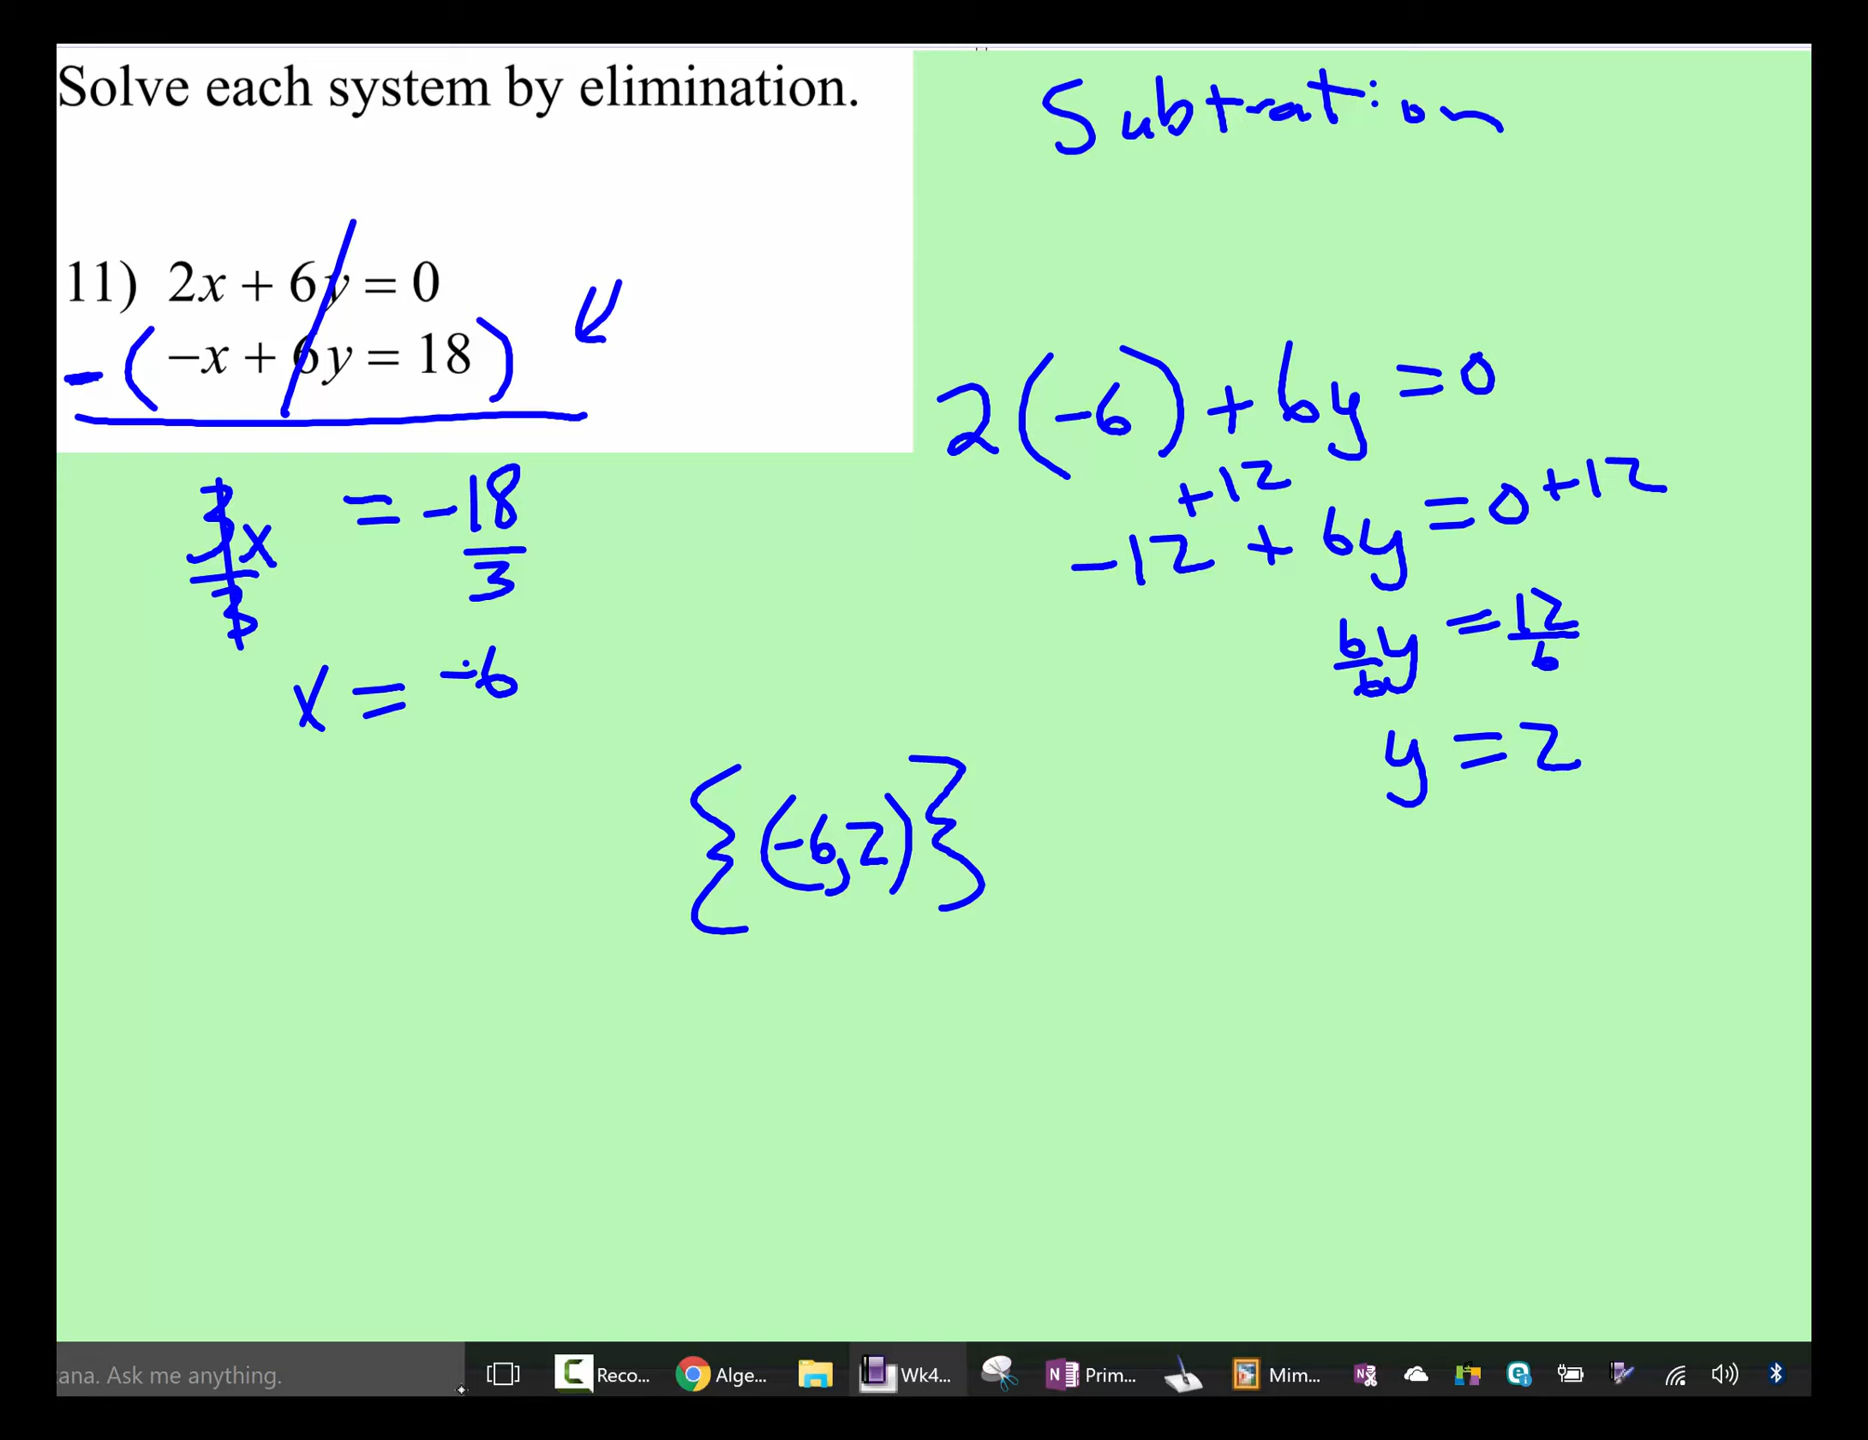 Solve each system by elimination.
Subtration
11) 2x + 6y = 0
-( −x + 6y = 18 )
3x = -18
3 3
x = -6
2(-6) + 6y = 0
+12 +12
-12 + 6y = 0
6y = 12
6 6
y = 2
{(-6,2)}
ana. Ask me anything.
Reco...
Alge...
Wk4...
Prim...
Mim...